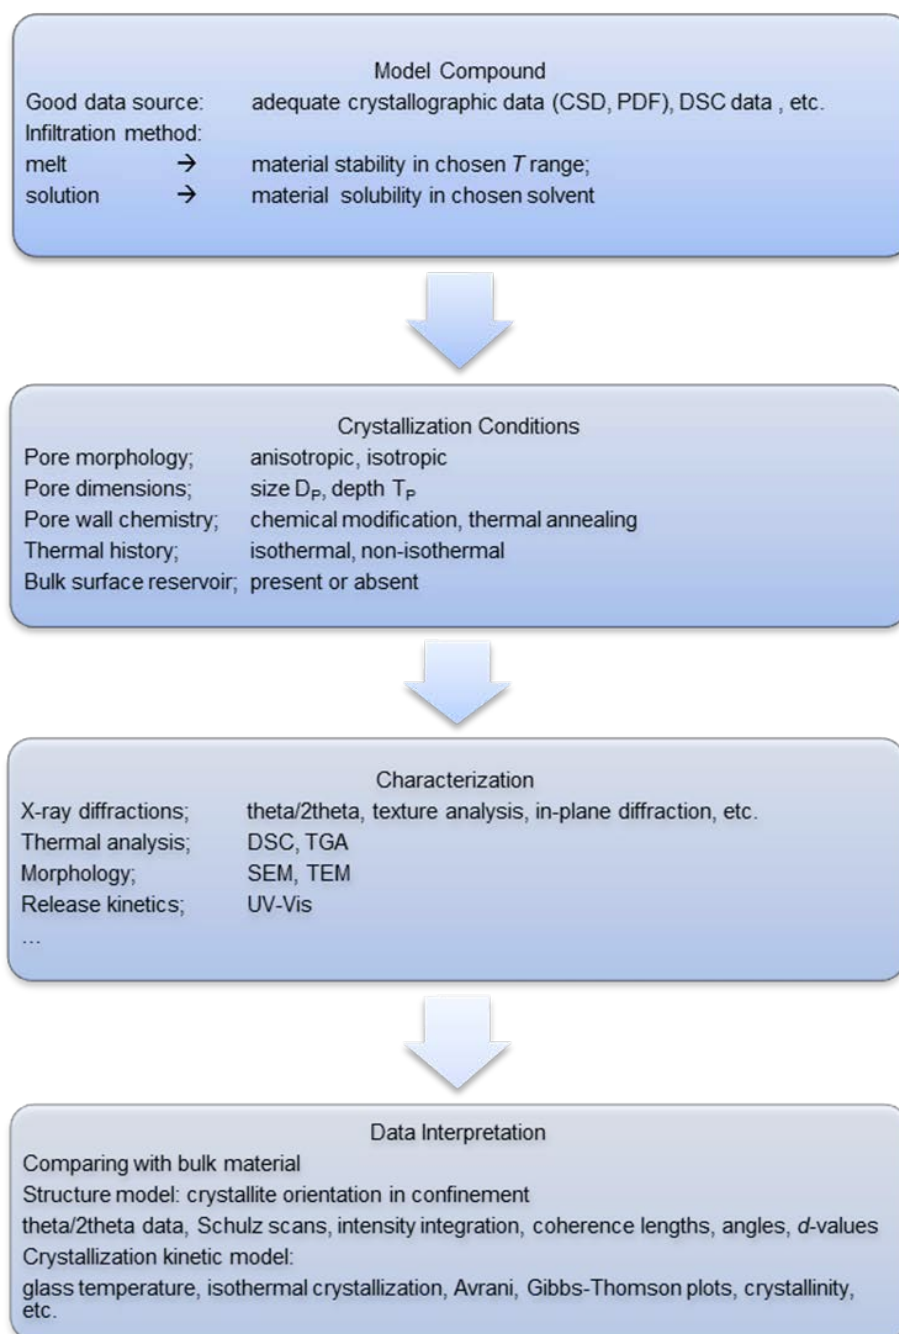 Model Compound
Good data source: adequate crystallographic data (CSD, PDF), DSC data , etc.
Infiltration method:
melt → material stability in chosen T range;
solution → material solubility in chosen solvent
Crystallization Conditions
Pore morphology; anisotropic, isotropic
Pore dimensions; size DP, depth TP
Pore wall chemistry; chemical modification, thermal annealing
Thermal history; isothermal, non-isothermal
Bulk surface reservoir; present or absent
Characterization
X-ray diffractions; theta/2theta, texture analysis, in-plane diffraction, etc.
Thermal analysis; DSC, TGA
Morphology; SEM, TEM
Release kinetics; UV-Vis
...
Data Interpretation
Comparing with bulk material
Structure model: crystallite orientation in confinement
theta/2theta data, Schulz scans, intensity integration, coherence lengths, angles, d-values
Crystallization kinetic model:
glass temperature, isothermal crystallization, Avrani, Gibbs-Thomson plots, crystallinity,
etc.